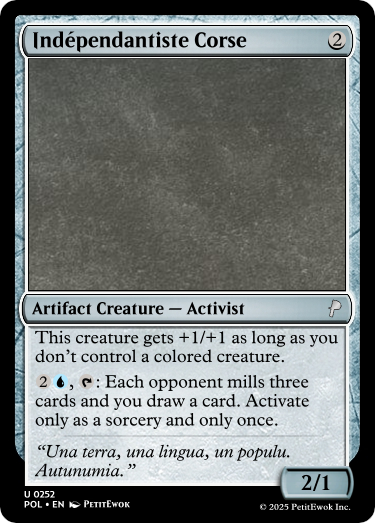 Indépendantiste Corse 2
Artifact Creature — Activist
This creature gets +1/+1 as long as you
don't control a colored creature.
2, : Each opponent mills three
cards and you draw a card. Activate
only as a sorcery and only once.
"Una terra, una lingua, un populu.
Autunumia."
2/1
U 0252
POL • EN PetitEwok
© 2025 PetitEwok Inc.